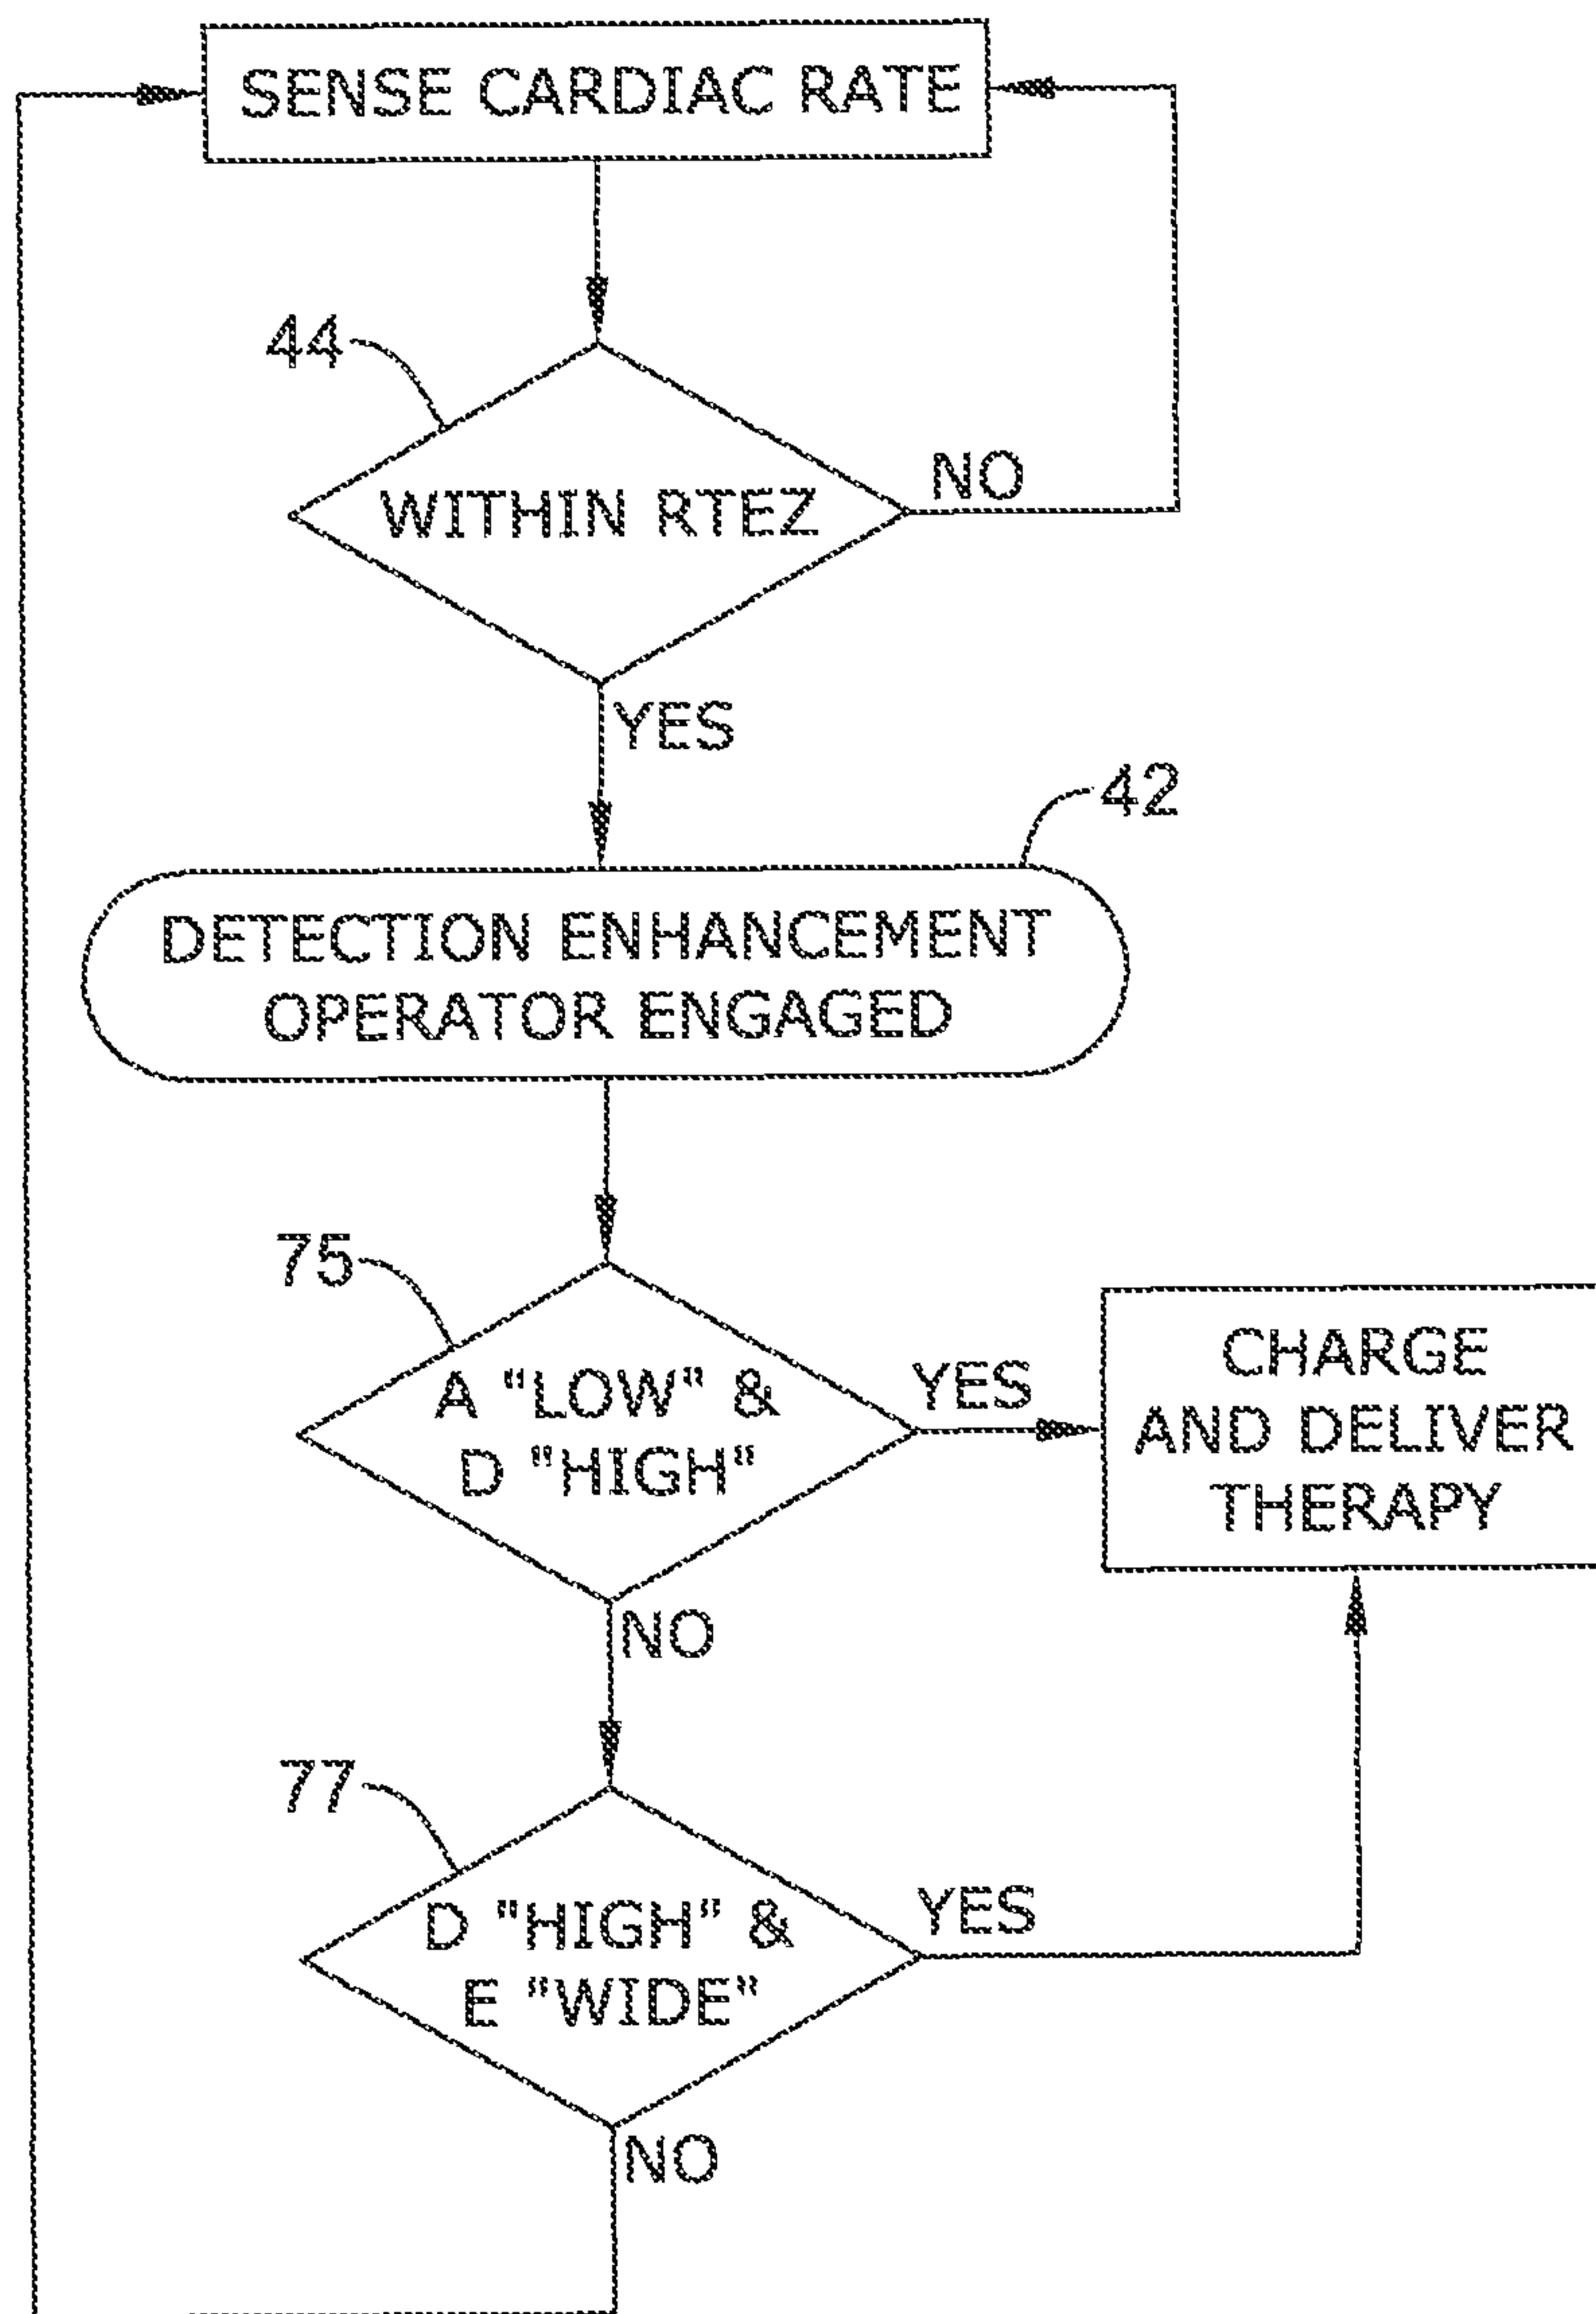 SENSE CARDIAC RATE
44
WITHIN RTEZ
NO
YES
42
DETECTION ENHANCEMENT
OPERATOR ENGAGED
75
A "LOW" &
D "HIGH"
YES
CHARGE
AND DELIVER
THERAPY
NO
77
D "HIGH" &
E "WIDE"
YES
NO